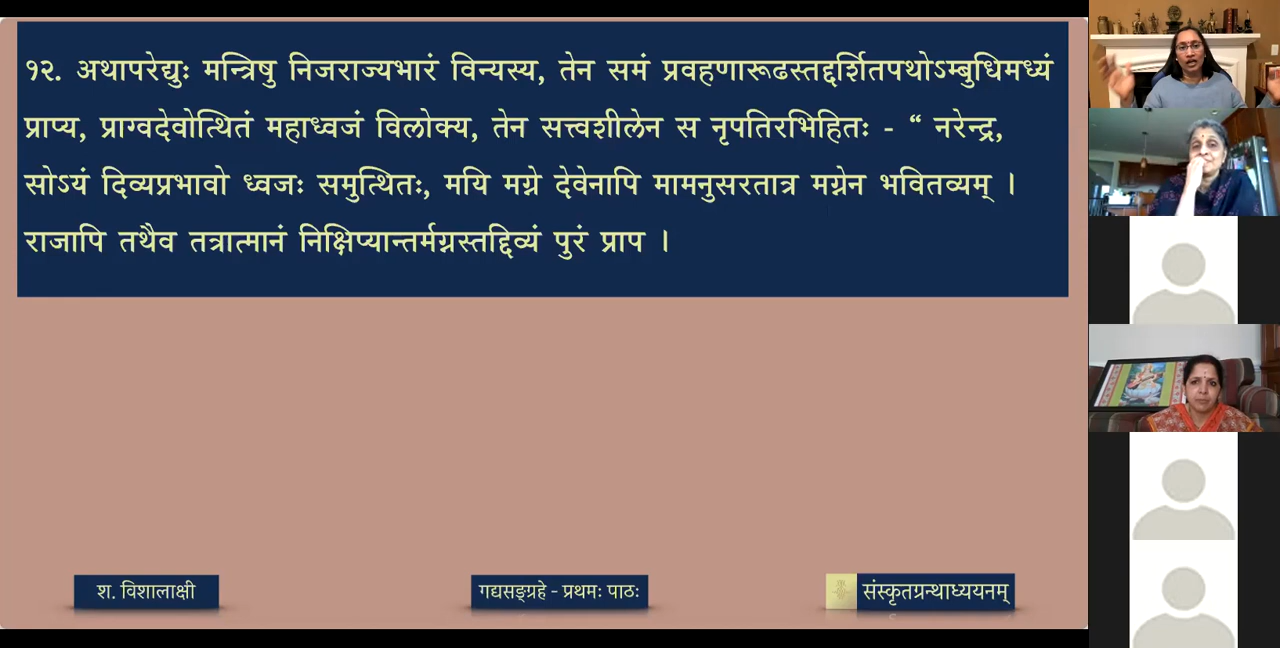 १२. अथापरेद्युः मन्त्रिषु निजराज्यभारं विन्यस्य, तेन समं प्रवहणारूढस्तद्दर्शितपथोऽम्बुधिमध्यं
प्राप्य, प्राग्वदेवोत्थितं महाध्वजं विलोक्य, तेन सत्त्वशीलेन स नृपतिरभिहितः - “ नरेन्द्र,
सोऽयं दिव्यप्रभावो ध्वजः समुत्थितः, मयि मग्ने देवेनापि मामनुसरतात्र मग्नेन भवितव्यम् ।
राजापि तथैव तत्रात्मानं निक्षिप्यान्तर्मग्नस्तद्दिव्यं पुरं प्राप ।
श. विशालाक्षी
गद्यसङ्ग्रहे - प्रथमः पाठः
संस्कृतग्रन्थाध्ययनम्